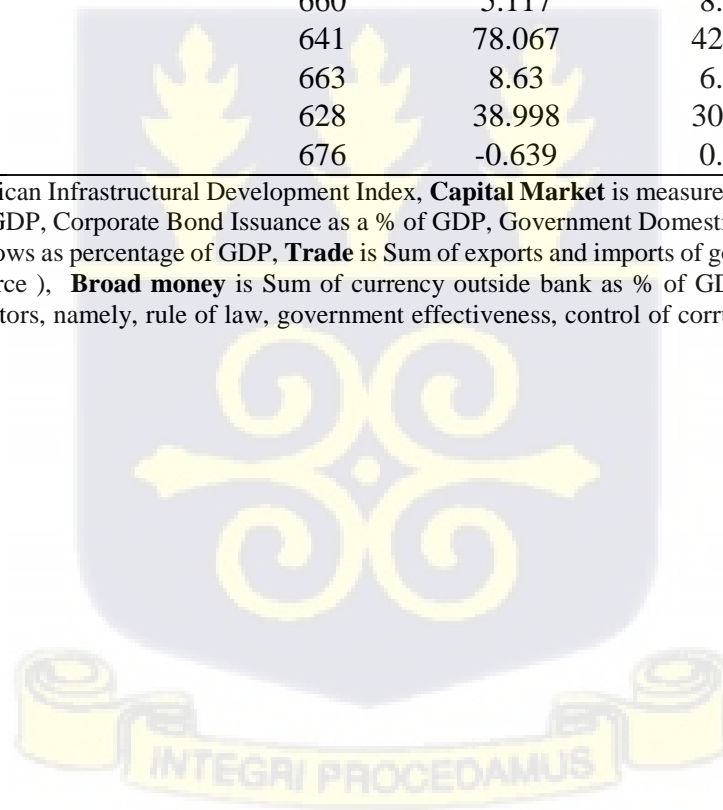 660 5.117 8.
641 78.067 42
663 8.63 6.
628 38.998 30
676 -0.639 0.
ican Infrastructural Development Index, Capital Market is measure
GDP, Corporate Bond Issuance as a % of GDP, Government Domesti
ows as percentage of GDP, Trade is Sum of exports and imports of go
rce ), Broad money is Sum of currency outside bank as % of GD
tors, namely, rule of law, government effectiveness, control of corru
INTEGRI PROCEDAMUS